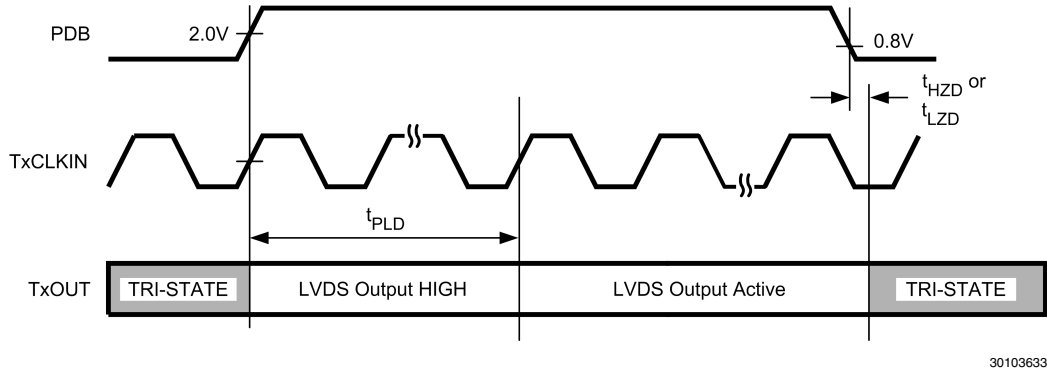 PDB
2.0V
0.8V
tHZD or
tLZD
TxCLKIN
tPLD
TxOUT
TRI-STATE
LVDS Output HIGH
LVDS Output Active
TRI-STATE
30103633